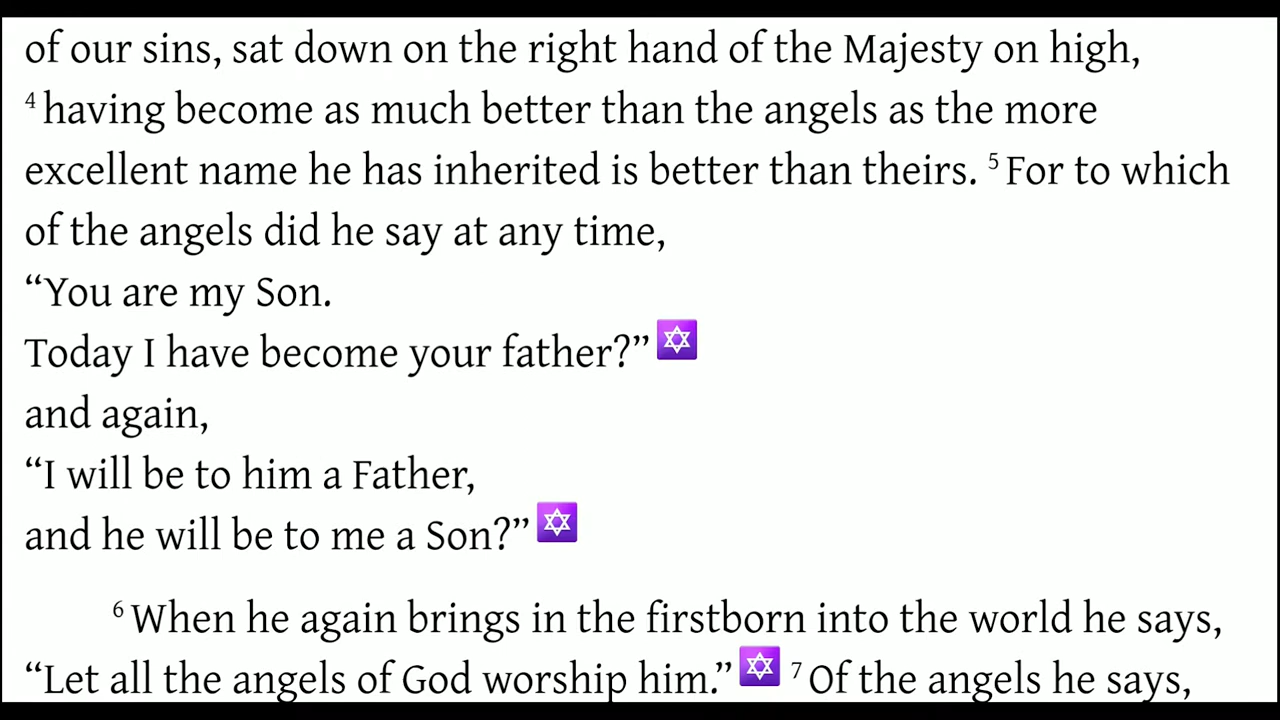 of our sins, sat down on the right hand of the Majesty on high,
4 having become as much better than the angels as the more
excellent name he has inherited is better than theirs. 5 For to which
of the angels did he say at any time,
“You are my Son.
Today I have become your father?” ✡
and again,
“I will be to him a Father,
and he will be to me a Son?” ✡
6 When he again brings in the firstborn into the world he says,
“Let all the angels of God worship him.” ✡ 7 Of the angels he says,